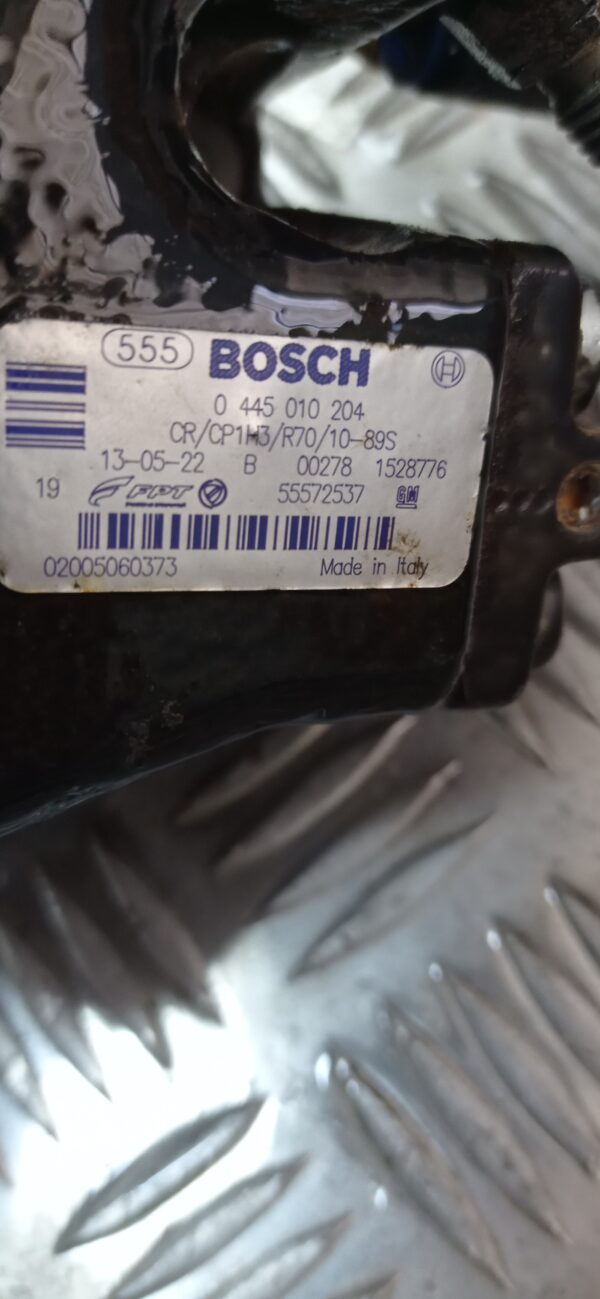 555 BOSCH
0 445 010 204
CR/CP1H3/R70/10-89S
13-05-22 B 00278 1528776
19 FPT 55572537 GM
02005060373 Made in Italy